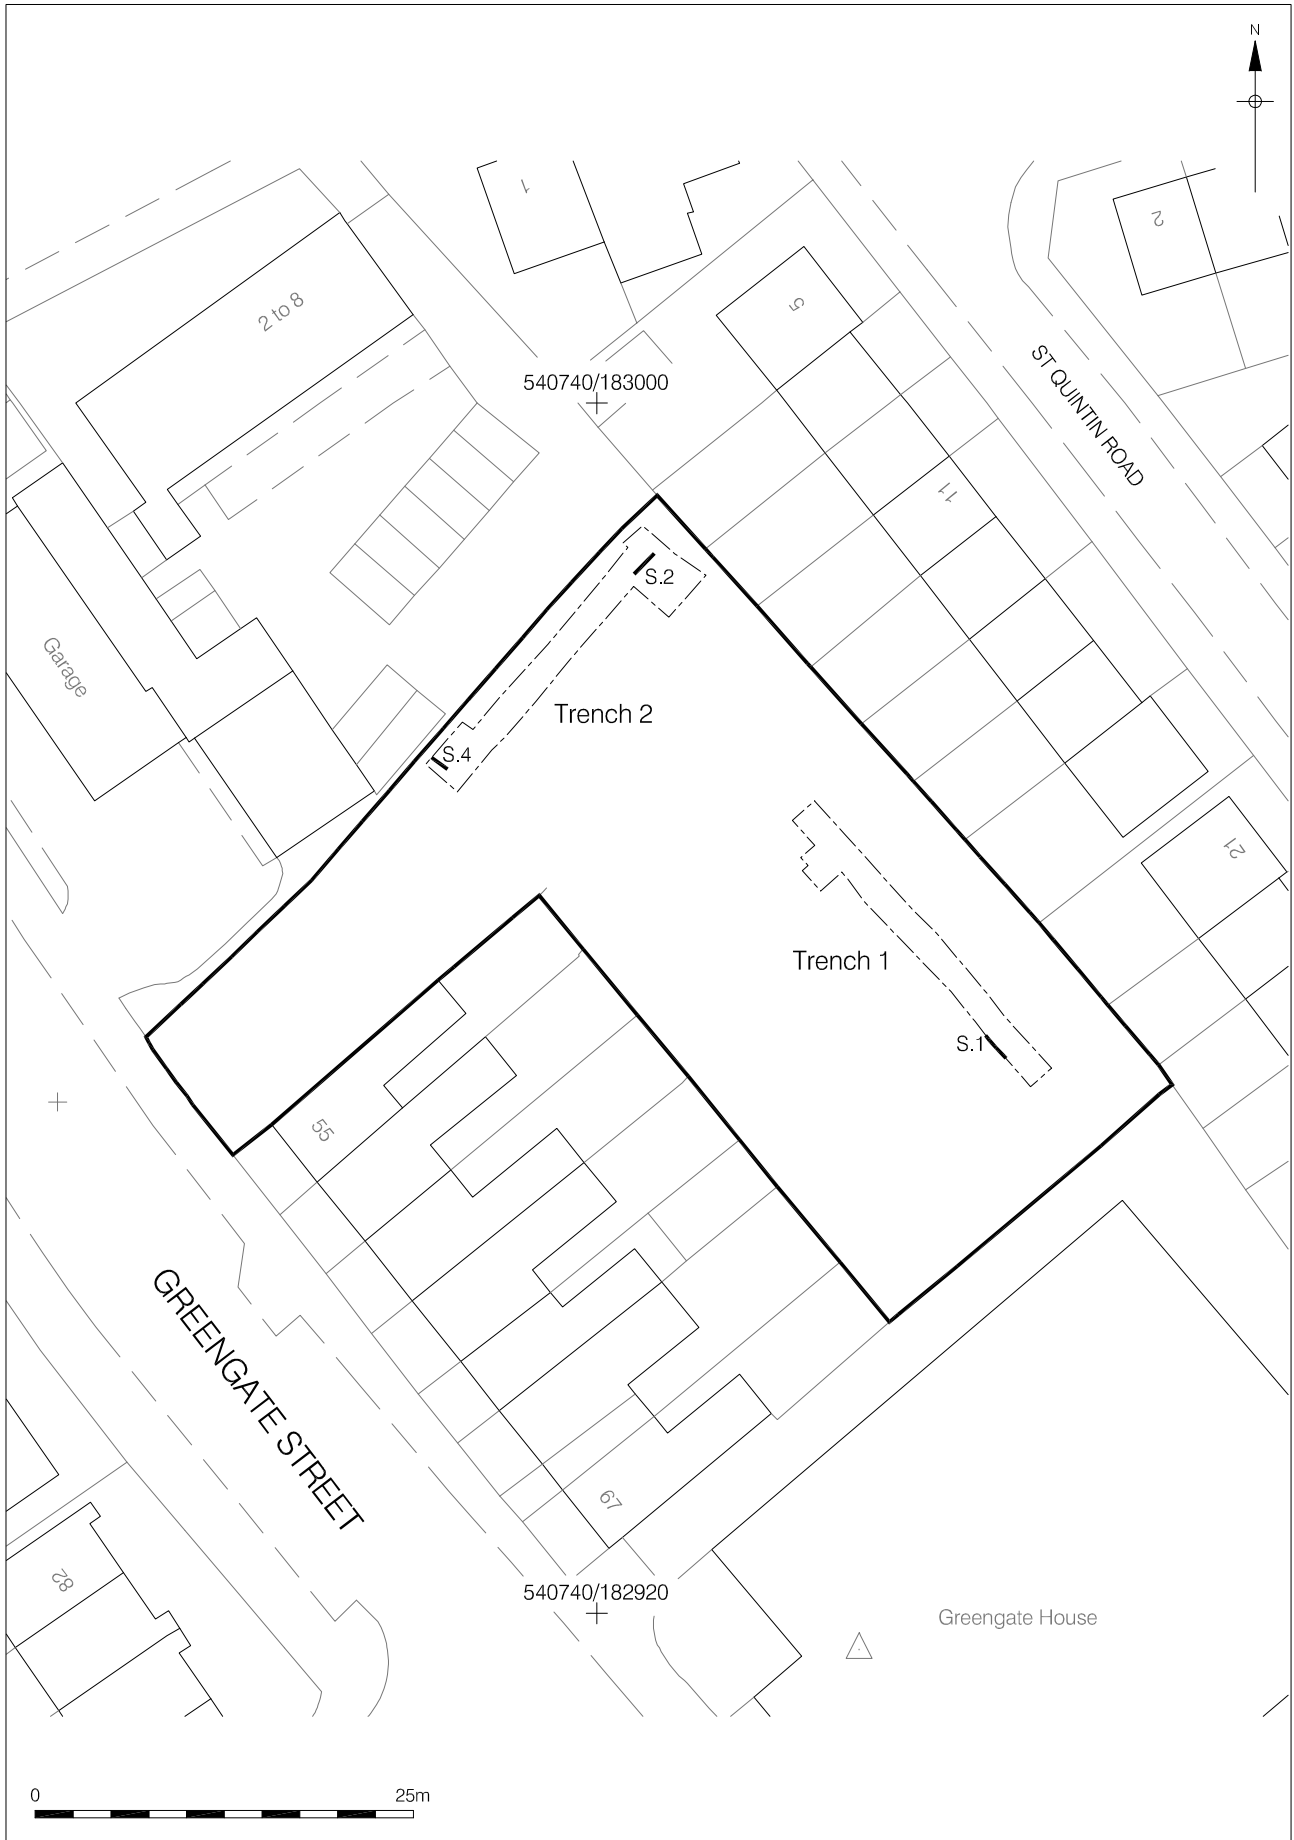 N
1
2
2 to 8
5
ST QUINTIN ROAD
540740/183000
11
S.2
Garage
Trench 2
S.4
21
Trench 1
S.1
55
GREENGATE STREET
67
82
540740/182920
Greengate House
0 25m